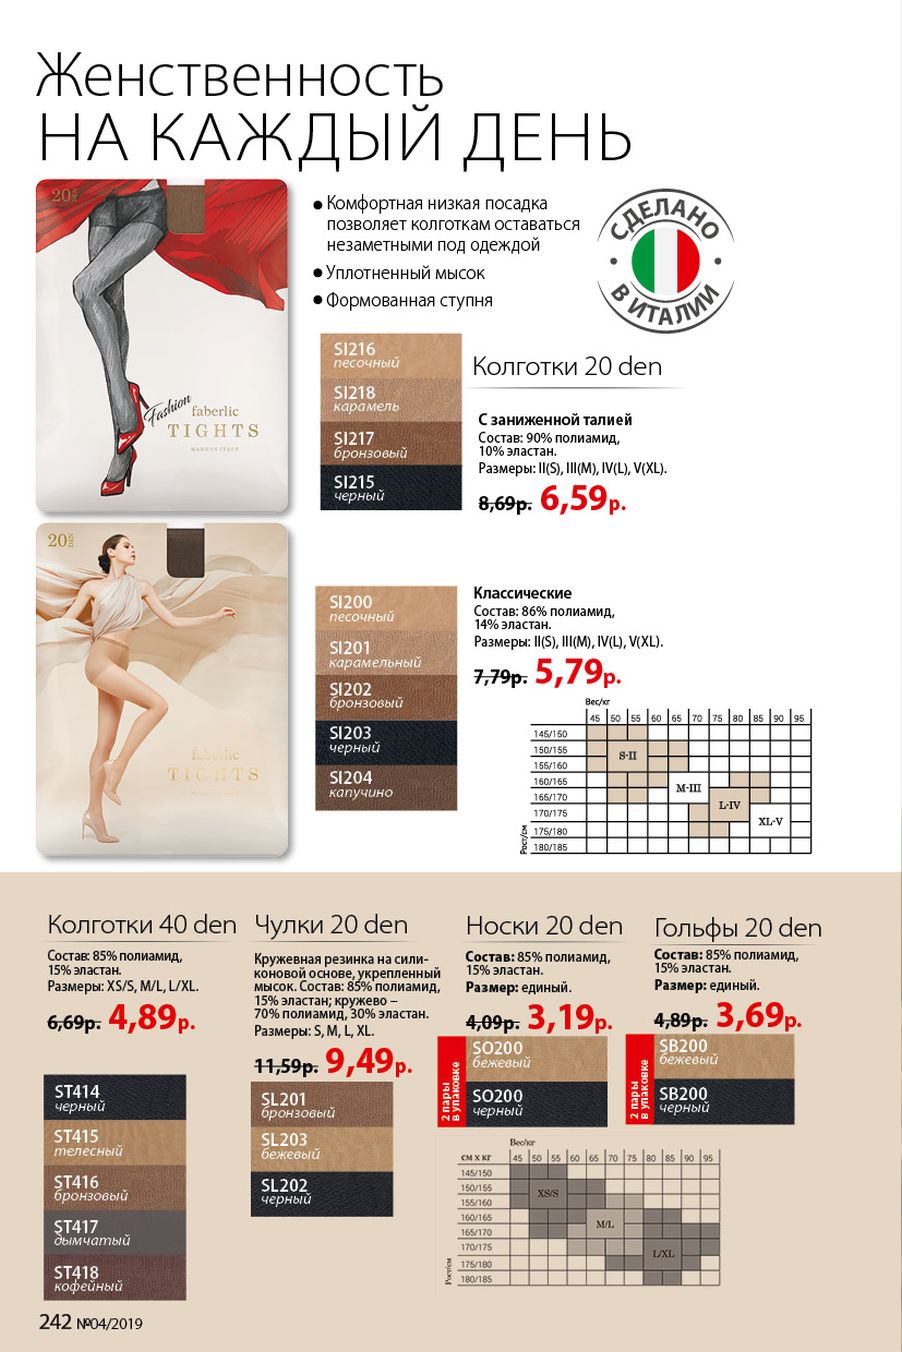 Женственность
НА КАЖДЫЙ ДЕНЬ
20 DEN
Fashion
faberlic
TIGHTS
MADE IN ITALY
• Комфортная низкая посадка
позволяет колготкам оставаться
незаметными под одеждой
• Уплотненный мысок
• Формованная ступня
СДЕЛАНО
• В ИТАЛИИ •
SI216
песочный
SI218
карамель
SI217
бронзовый
SI215
черный
Колготки 20 den
С заниженной талией
Состав: 90% полиамид,
10% эластан.
Размеры: II(S), III(M), IV(L), V(XL).
8,69р. 6,59р.
20 DEN
faberlic
TIGHTS
SI200
песочный
SI201
карамельный
SI202
бронзовый
SI203
черный
SI204
капучино
Классические
Состав: 86% полиамид,
14% эластан.
Размеры: II(S), III(M), IV(L), V(XL).
7,79р. 5,79р.
Вес/кг
45 50 55 60 65 70 75 80 85 90 95
145/150
150/155
S-II
155/160
160/165
M-III
165/170
L-IV
170/175
XL-V
175/180
180/185
Рост/см
Колготки 40 den
Состав: 85% полиамид,
15% эластан.
Размеры: XS/S, M/L, L/XL.
6,69р. 4,89р.
ST414
черный
ST415
телесный
ST416
бронзовый
ST417
дымчатый
ST418
кофейный
Чулки 20 den
Кружевная резинка на сили-
коновой основе, укрепленный
мысок. Состав: 85% полиамид,
15% эластан; кружево –
70% полиамид, 30% эластан.
Размеры: S, M, L, XL.
11,59р. 9,49р.
SL201
бронзовый
SL203
бежевый
SL202
черный
Носки 20 den
Состав: 85% полиамид,
15% эластан.
Размер: единый.
4,09р. 3,19р.
2 пары
в упаковке
SO200
бежевый
SO200
черный
Гольфы 20 den
Состав: 85% полиамид,
15% эластан.
Размер: единый.
4,89р. 3,69р.
2 пары
в упаковке
SB200
бежевый
SB200
черный
Вес/кг
СМ X КГ 45 50 55 60 65 70 75 80 85 90 95
145/150
150/155
XS/S
155/160
160/165
M/L
165/170
170/175
L/XL
175/180
180/185
Рост/см
242 №04/2019